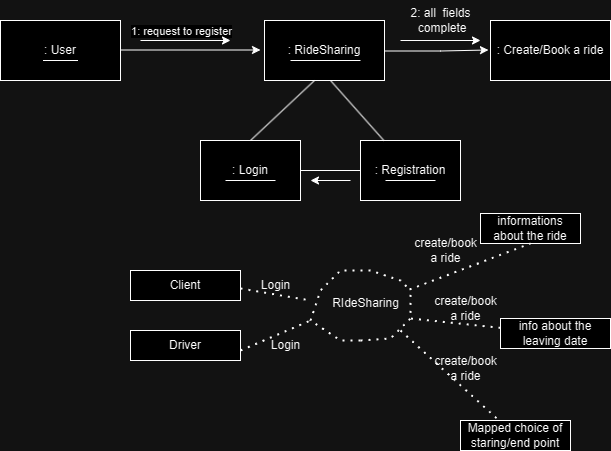 : User
1: request to register
: RideSharing
2: all fields
complete
: Create/Book a ride
: Login
: Registration
informations
about the ride
create/book
a ride
Client
Login
RIdeSharing
create/book
a ride
info about the
leaving date
Driver
Login
create/book
a ride
Mapped choice of
staring/end point